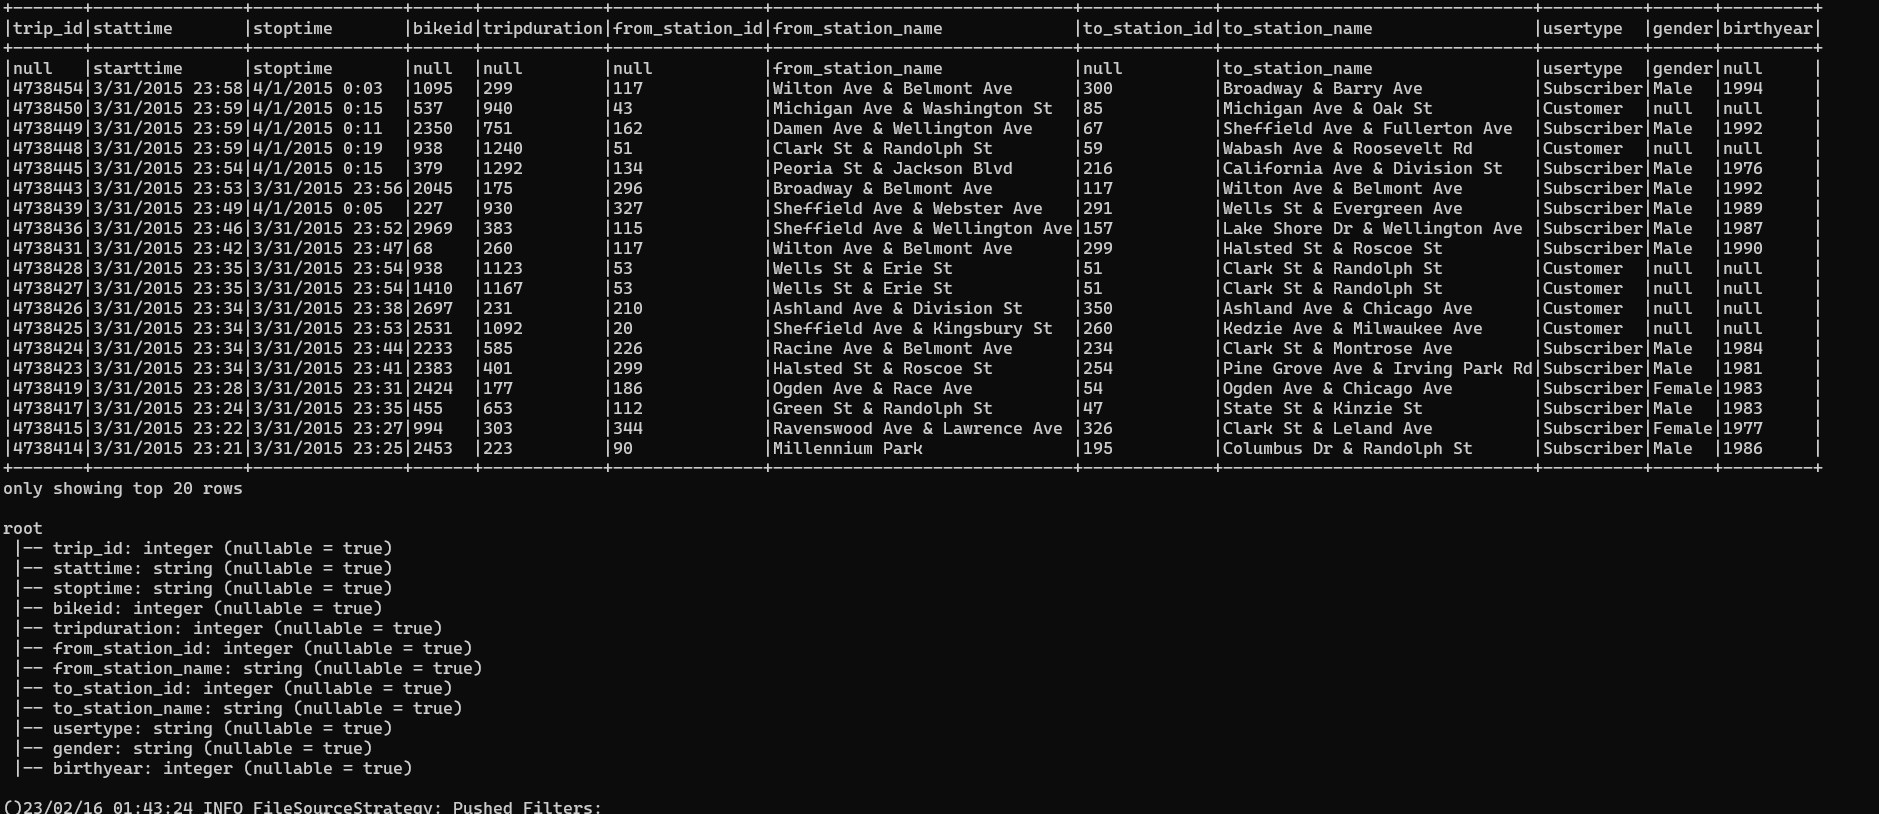 +-------+---------------+---------------+------+------------+---------------+------------------------------+-------------+-------------------------------+----------+------+---------+
|trip_id|stattime       |stoptime       |bikeid|tripduration|from_station_id|from_station_name             |to_station_id|to_station_name                |usertype  |gender|birthyear|
+-------+---------------+---------------+------+------------+---------------+------------------------------+-------------+-------------------------------+----------+------+---------+
|null   |starttime      |stoptime       |null  |null        |null           |from_station_name             |null         |to_station_name                |usertype  |gender|null     |
|4738454|3/31/2015 23:58|4/1/2015 0:03  |1095  |299         |117            |Wilton Ave & Belmont Ave      |300          |Broadway & Barry Ave           |Subscriber|Male  |1994     |
|4738450|3/31/2015 23:59|4/1/2015 0:15  |537   |940         |43             |Michigan Ave & Washington St  |85           |Michigan Ave & Oak St          |Customer  |null  |null     |
|4738449|3/31/2015 23:59|4/1/2015 0:11  |2350  |751         |162            |Damen Ave & Wellington Ave    |67           |Sheffield Ave & Fullerton Ave  |Subscriber|Male  |1992     |
|4738448|3/31/2015 23:59|4/1/2015 0:19  |938   |1240        |51             |Clark St & Randolph St        |59           |Wabash Ave & Roosevelt Rd      |Customer  |null  |null     |
|4738445|3/31/2015 23:54|4/1/2015 0:15  |379   |1292        |134            |Peoria St & Jackson Blvd      |216          |California Ave & Division St   |Subscriber|Male  |1976     |
|4738443|3/31/2015 23:53|3/31/2015 23:56|2045  |175         |296            |Broadway & Belmont Ave        |117          |Wilton Ave & Belmont Ave       |Subscriber|Male  |1992     |
|4738439|3/31/2015 23:49|4/1/2015 0:05  |227   |930         |327            |Sheffield Ave & Webster Ave   |291          |Wells St & Evergreen Ave       |Subscriber|Male  |1989     |
|4738436|3/31/2015 23:46|3/31/2015 23:52|2969  |383         |115            |Sheffield Ave & Wellington Ave|157          |Lake Shore Dr & Wellington Ave |Subscriber|Male  |1987     |
|4738431|3/31/2015 23:42|3/31/2015 23:47|68    |260         |117            |Wilton Ave & Belmont Ave      |299          |Halsted St & Roscoe St         |Subscriber|Male  |1990     |
|4738428|3/31/2015 23:35|3/31/2015 23:54|938   |1123        |53             |Wells St & Erie St            |51           |Clark St & Randolph St         |Customer  |null  |null     |
|4738427|3/31/2015 23:35|3/31/2015 23:54|1410  |1167        |53             |Wells St & Erie St            |51           |Clark St & Randolph St         |Customer  |null  |null     |
|4738426|3/31/2015 23:34|3/31/2015 23:38|2697  |231         |210            |Ashland Ave & Division St     |350          |Ashland Ave & Chicago Ave      |Customer  |null  |null     |
|4738425|3/31/2015 23:34|3/31/2015 23:53|2531  |1092        |20             |Sheffield Ave & Kingsbury St  |260          |Kedzie Ave & Milwaukee Ave     |Customer  |null  |null     |
|4738424|3/31/2015 23:34|3/31/2015 23:44|2233  |585         |226            |Racine Ave & Belmont Ave      |234          |Clark St & Montrose Ave        |Subscriber|Male  |1984     |
|4738423|3/31/2015 23:34|3/31/2015 23:41|2383  |401         |299            |Halsted St & Roscoe St        |254          |Pine Grove Ave & Irving Park Rd|Subscriber|Male  |1981     |
|4738419|3/31/2015 23:28|3/31/2015 23:31|2424  |177         |186            |Ogden Ave & Race Ave          |54           |Ogden Ave & Chicago Ave        |Subscriber|Female|1983     |
|4738417|3/31/2015 23:24|3/31/2015 23:35|455   |653         |112            |Green St & Randolph St        |47           |State St & Kinzie St           |Subscriber|Male  |1983     |
|4738415|3/31/2015 23:22|3/31/2015 23:27|994   |303         |344            |Ravenswood Ave & Lawrence Ave |326          |Clark St & Leland Ave          |Subscriber|Female|1977     |
|4738414|3/31/2015 23:21|3/31/2015 23:25|2453  |223         |90             |Millennium Park               |195          |Columbus Dr & Randolph St      |Subscriber|Male  |1986     |
+-------+---------------+---------------+------+------------+---------------+------------------------------+-------------+-------------------------------+----------+------+---------+
only showing top 20 rows
root
 |-- trip_id: integer (nullable = true)
 |-- stattime: string (nullable = true)
 |-- stoptime: string (nullable = true)
 |-- bikeid: integer (nullable = true)
 |-- tripduration: integer (nullable = true)
 |-- from_station_id: integer (nullable = true)
 |-- from_station_name: string (nullable = true)
 |-- to_station_id: integer (nullable = true)
 |-- to_station_name: string (nullable = true)
 |-- usertype: string (nullable = true)
 |-- gender: string (nullable = true)
 |-- birthyear: integer (nullable = true)
()23/02/16 01:43:24 INFO FileSourceStrategy: Pushed Filters: